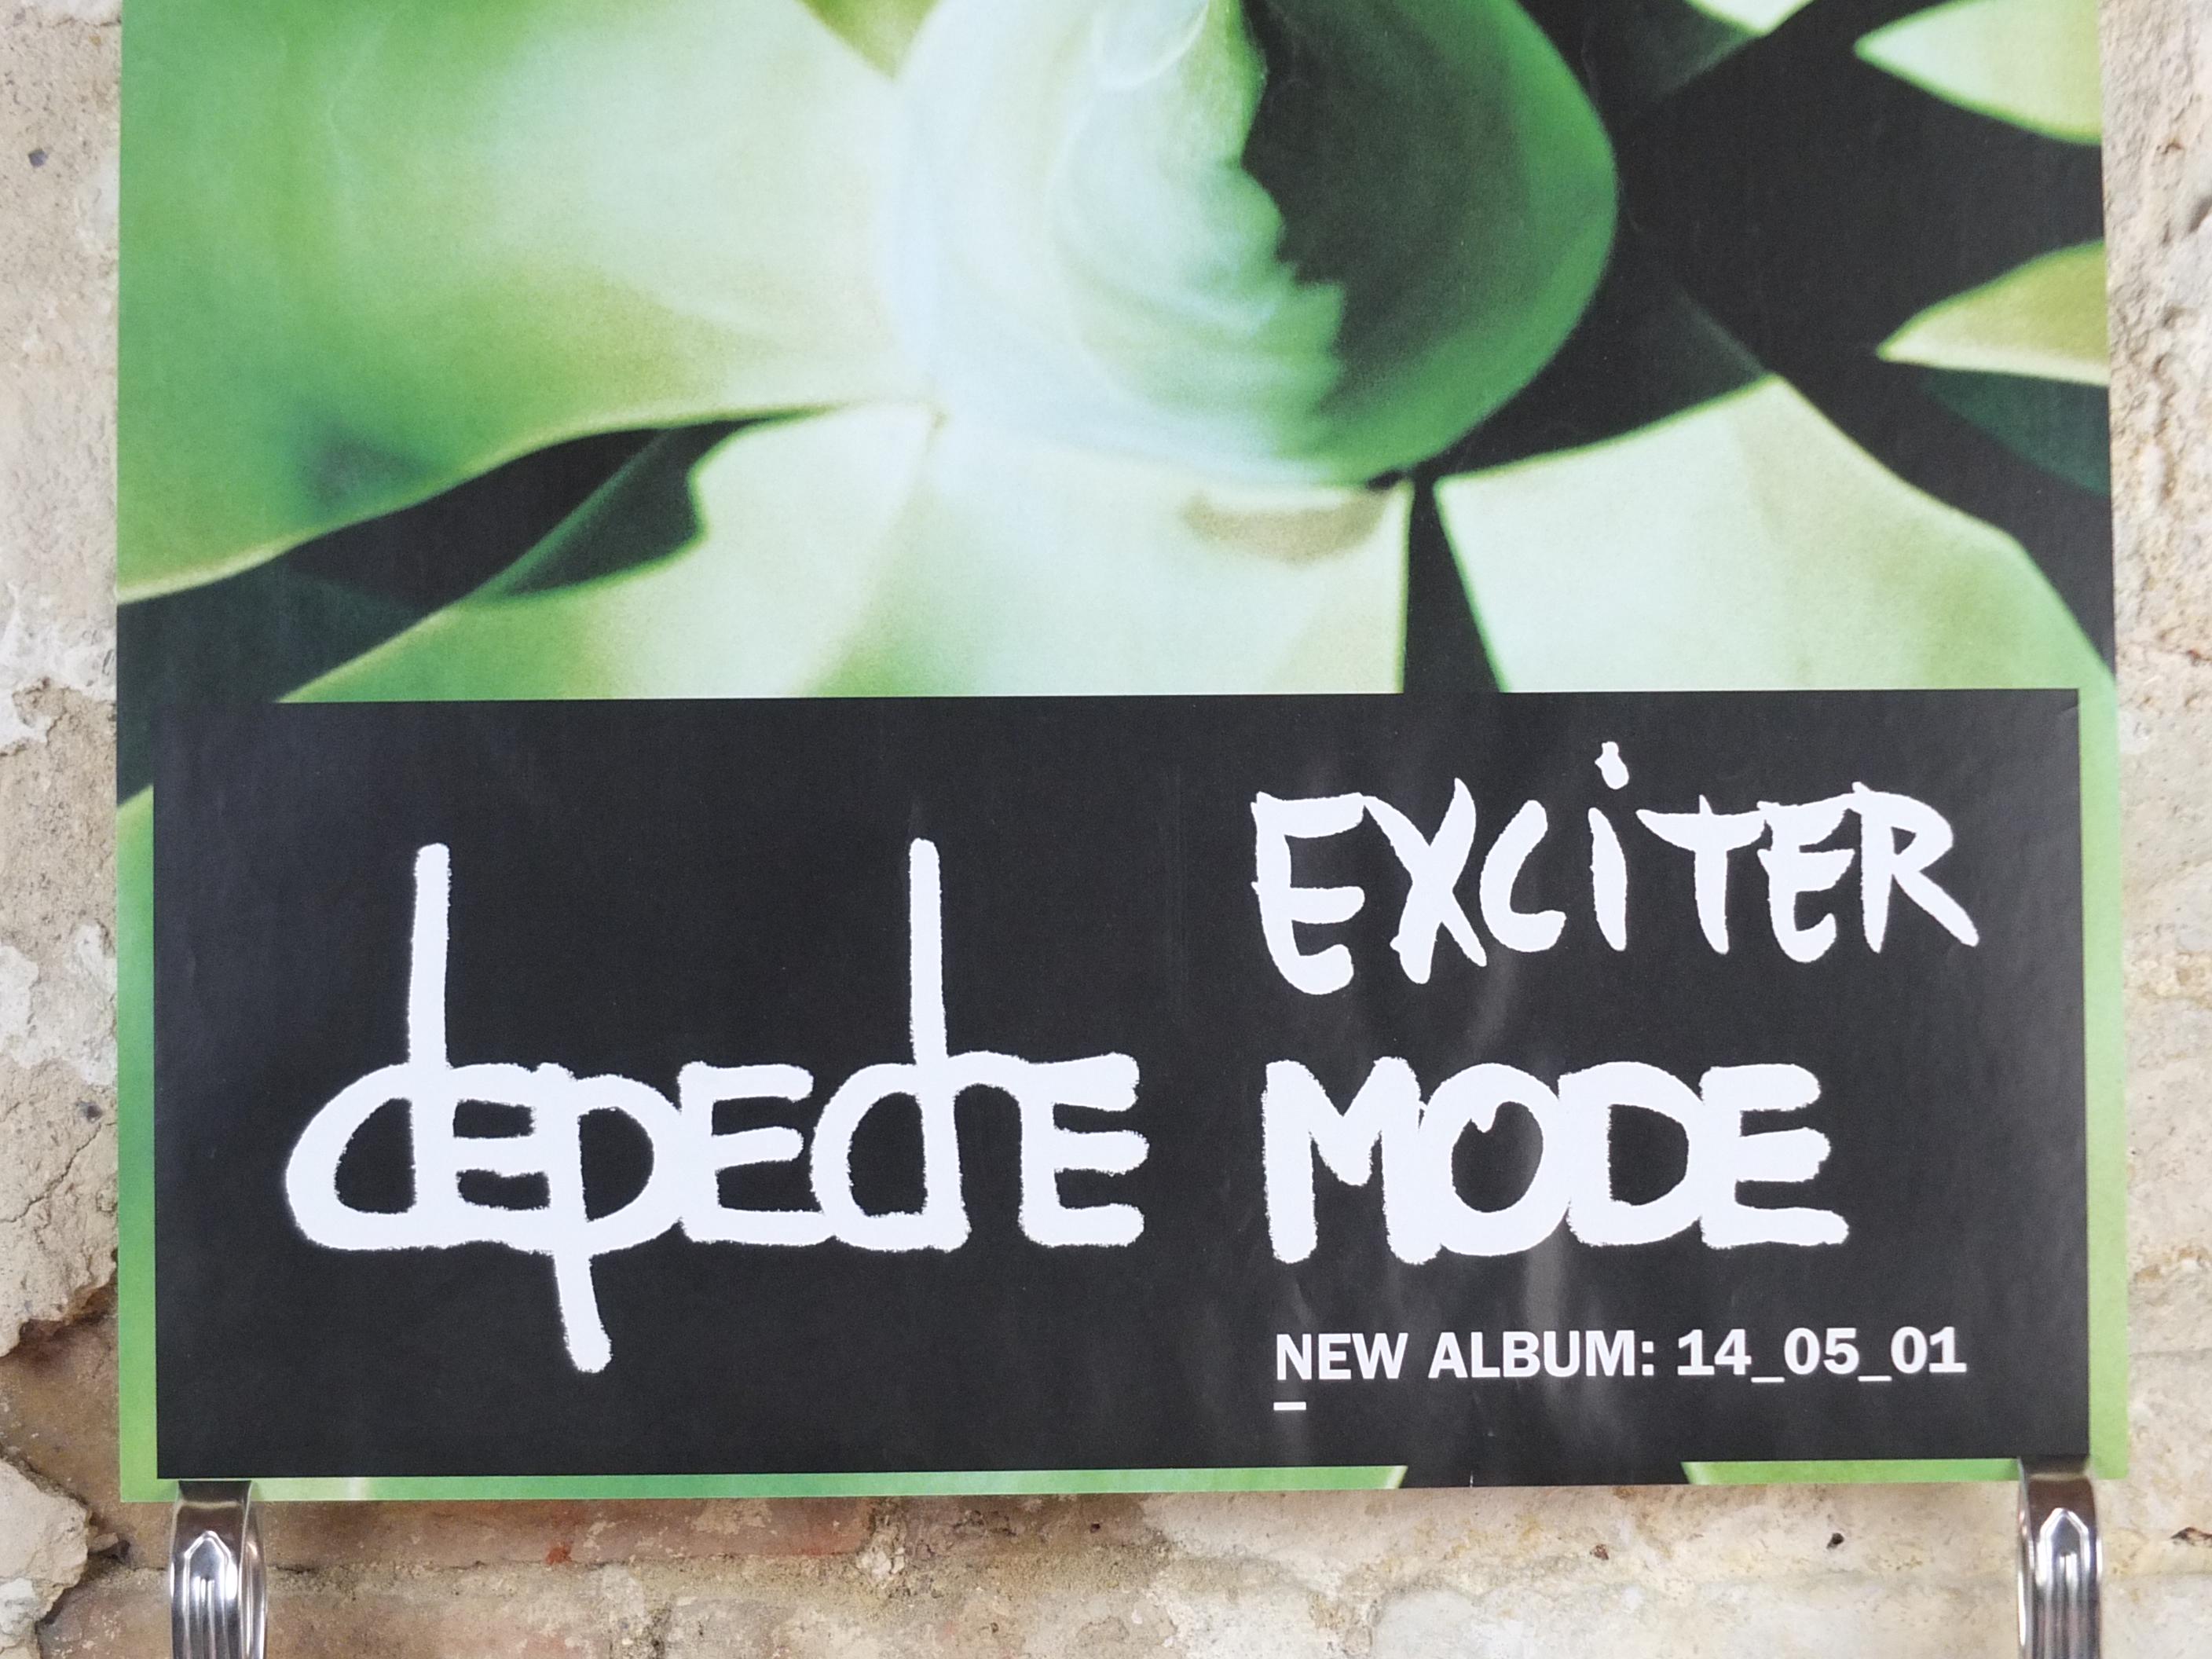 EXCiTER
depEchE MODE
NEW ALBUM: 14_05_01